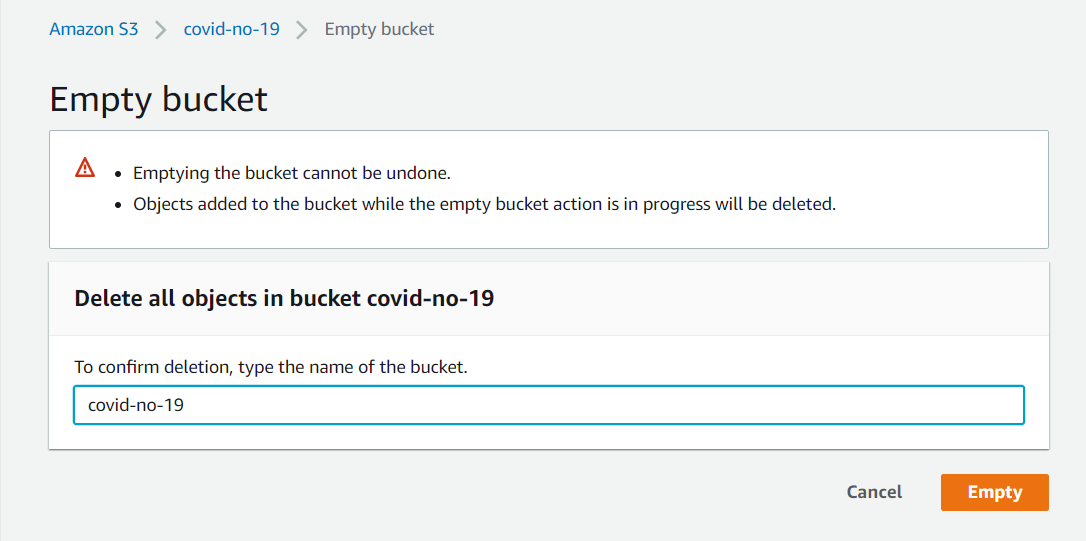 Amazon S3 > covid-no-19 > Empty bucket
Empty bucket
• Emptying the bucket cannot be undone.
• Objects added to the bucket while the empty bucket action is in progress will be deleted.
Delete all objects in bucket covid-no-19
To confirm deletion, type the name of the bucket.
covid-no-19
Cancel Empty